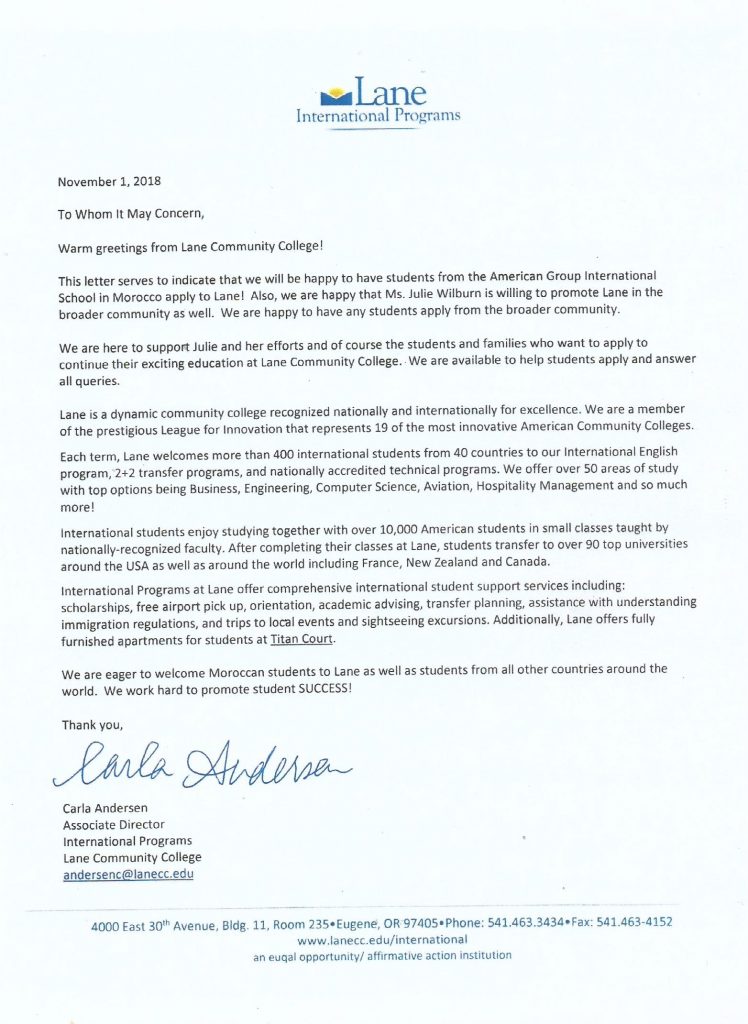 Lane
International Programs
November 1, 2018
To Whom It May Concern,
Warm greetings from Lane Community College!
This letter serves to indicate that we will be happy to have students from the American Group International
School in Morocco apply to Lane!  Also, we are happy that Ms. Julie Wilburn is willing to promote Lane in the
broader community as well.  We are happy to have any students apply from the broader community.
We are here to support Julie and her efforts and of course the students and families who want to apply to
continue their exciting education at Lane Community College.  We are available to help students apply and answer
all queries.
Lane is a dynamic community college recognized nationally and internationally for excellence. We are a member
of the prestigious League for Innovation that represents 19 of the most innovative American Community Colleges.
Each term, Lane welcomes more than 400 international students from 40 countries to our International English
program, 2+2 transfer programs, and nationally accredited technical programs. We offer over 50 areas of study
with top options being Business, Engineering, Computer Science, Aviation, Hospitality Management and so much
more!
International students enjoy studying together with over 10,000 American students in small classes taught by
nationally-recognized faculty. After completing their classes at Lane, students transfer to over 90 top universities
around the USA as well as around the world including France, New Zealand and Canada.
International Programs at Lane offer comprehensive international student support services including:
scholarships, free airport pick up, orientation, academic advising, transfer planning, assistance with understanding
immigration regulations, and trips to local events and sightseeing excursions. Additionally, Lane offers fully
furnished apartments for students at Titan Court.
We are eager to welcome Moroccan students to Lane as well as students from all other countries around the
world.  We work hard to promote student SUCCESS!
Thank you,
Carla Andersen
Carla Andersen
Associate Director
International Programs
Lane Community College
andersenc@lanecc.edu
4000 East 30th Avenue, Bldg. 11, Room 235•Eugene, OR 97405•Phone: 541.463.3434•Fax: 541.463-4152
www.lanecc.edu/international
an euqal opportunity/ affirmative action institution